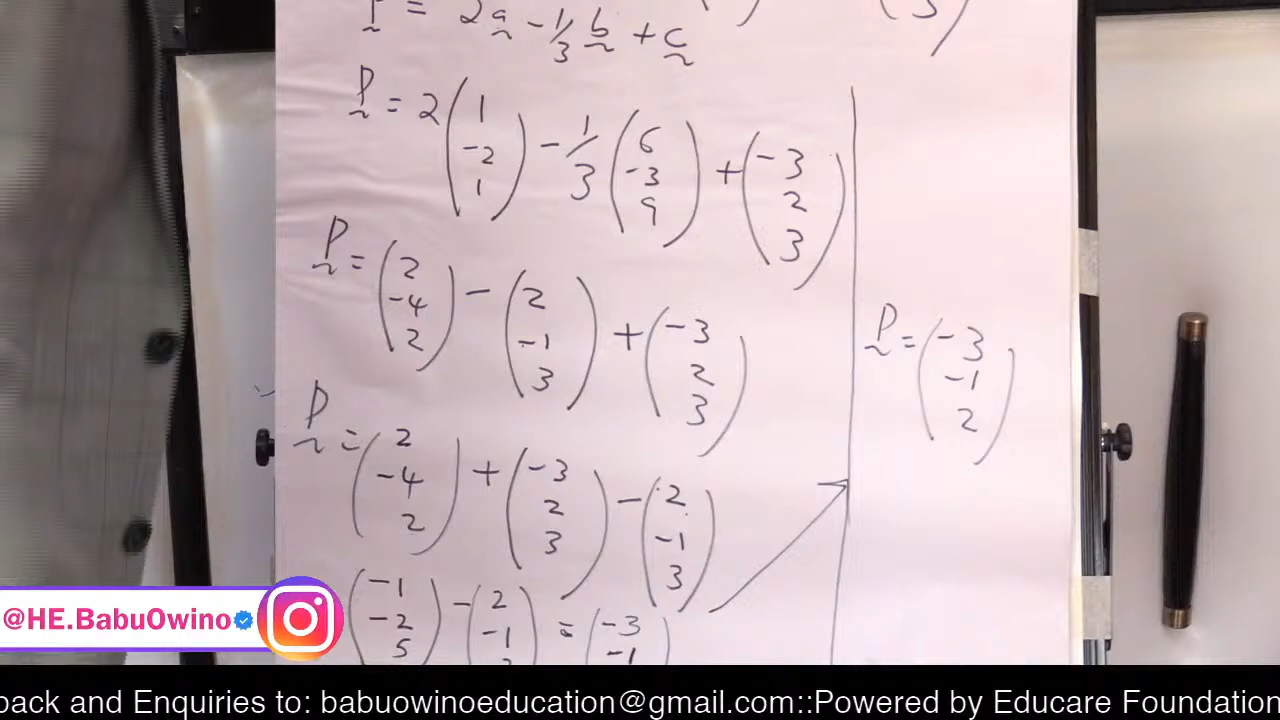 P = 2a - 1/3 b + c
P = 2 ( 1 -2 1 ) - 1/3 ( 6 -3 9 ) + ( -3 2 3 )
P = ( 2 -4 2 ) - ( 2 -1 3 ) + ( -3 2 3 )
P = ( 2 -4 2 ) + ( -3 2 3 ) - ( 2 -1 3 )
( -1 -2 5 ) - ( 2 -1 ) = ( -3 -1
P = ( -3 -1 2 )
@HE.BabuOwino
back and Enquiries to: babuowinoeducation@gmail.com::Powered by Educare Foundation